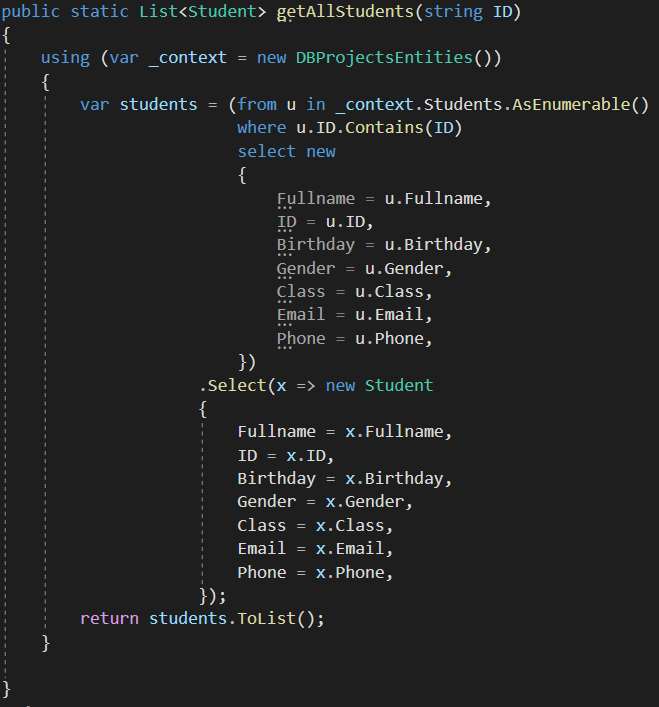 public static List<Student> getAllStudents(string ID)
{
using (var _context = new DBProjectsEntities())
{
var students = (from u in _context.Students.AsEnumerable()
where u.ID.Contains(ID)
select new
{
Fullname = u.Fullname,
ID = u.ID,
Birthday = u.Birthday,
Gender = u.Gender,
Class = u.Class,
Email = u.Email,
Phone = u.Phone,
})
.Select(x => new Student
{
Fullname = x.Fullname,
ID = x.ID,
Birthday = x.Birthday,
Gender = x.Gender,
Class = x.Class,
Email = x.Email,
Phone = x.Phone,
});
return students.ToList();
}
}